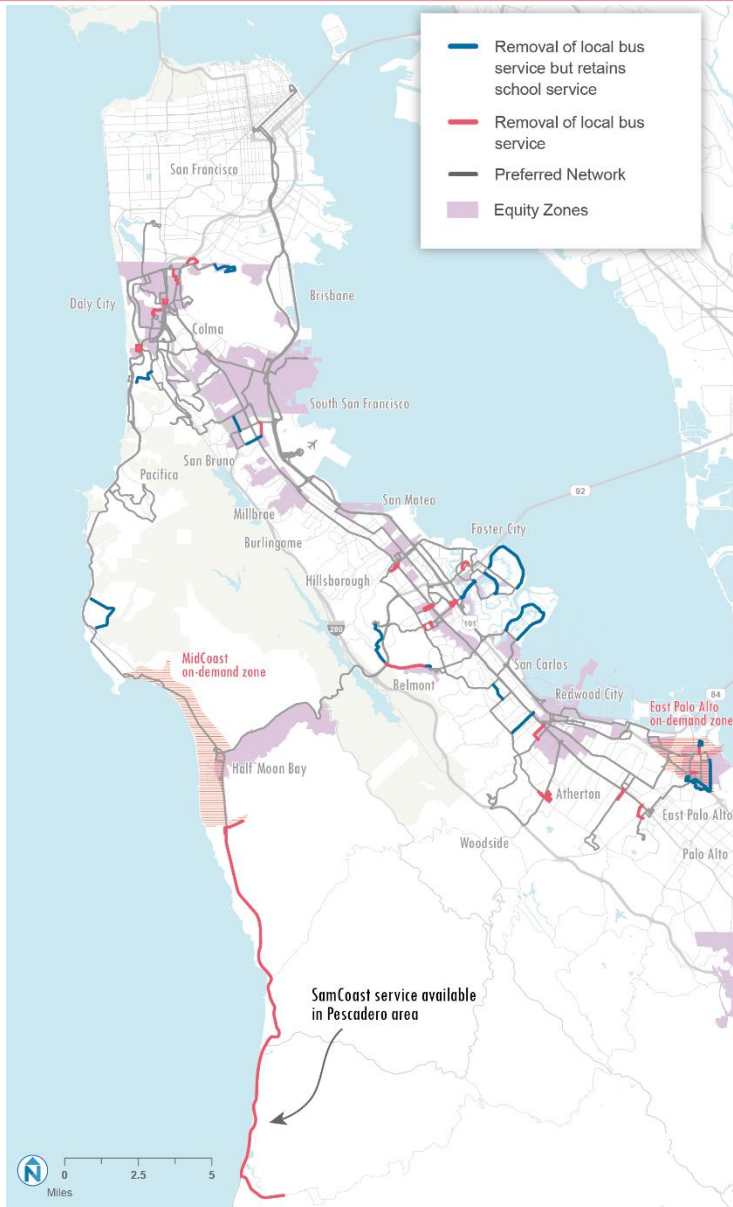 Removal of local bus
service but retains
school service
Removal of local bus
service
Preferred Network
Equity Zones
San Francisco
Daly City
Brisbane
Colma
South San Francisco
San Bruno
Pacifica
Millbrae
Burlingame
San Mateo
92
Foster City
Hillsborough
280
101
MidCoast
on-demand zone
San Carlos
Belmont
Redwood City
84
East Palo Alto
on-demand zone
Half Moon Bay
Atherton
East Palo Alto
Woodside
Palo Alto
SamCoast service available
in Pescadero area
N
0 2.5 5
Miles